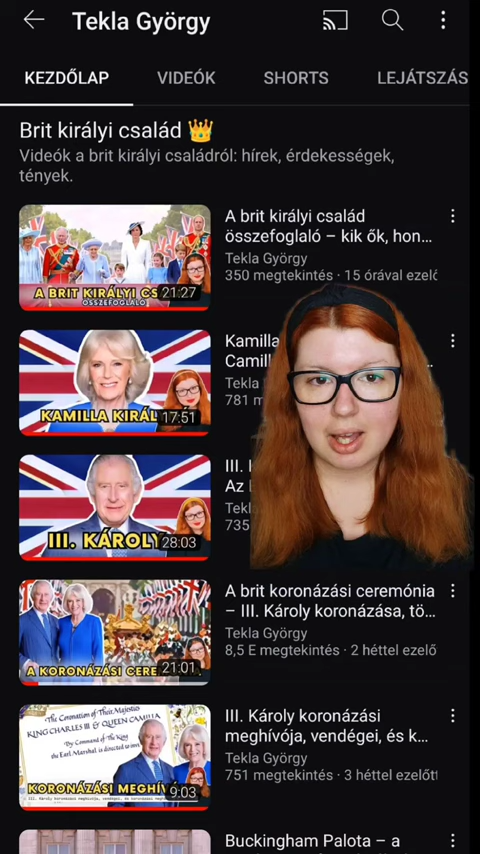 Tekla György
KEZDŐLAP VIDEÓK SHORTS LEJÁTSZÁS
Brit királyi család 👑
Videók a brit királyi családról: hírek, érdekességek,
tények.
A BRIT KIRÁLYI CS
ÖSSZEFOGLALÓ
21:27
A brit királyi család
összefoglaló – kik ők, hon...
Tekla György
350 megtekintés · 15 órával ezelő
KAMILLA KIRÁL
17:51
Kamilla
Camill
Tekla
781 m
III. KÁROLY
28:03
III.
Az
Tekl
735
A KORONÁZÁSI CERE
21:01
A brit koronázási ceremónia
– III. Károly koronázása, tö...
Tekla György
8,5 E megtekintés · 2 héttel ezelő
The Coronation of Their Majesties
KING CHARLES III & QUEEN CAMILLA
By Command of The King
the Earl Marshal is directed to invite
KORONÁZÁSI MEGHÍV
9:03
III. Károly koronázási
meghívója, vendégei, és k...
Tekla György
751 megtekintés · 3 héttel ezelőtt
Buckingham Palota – a